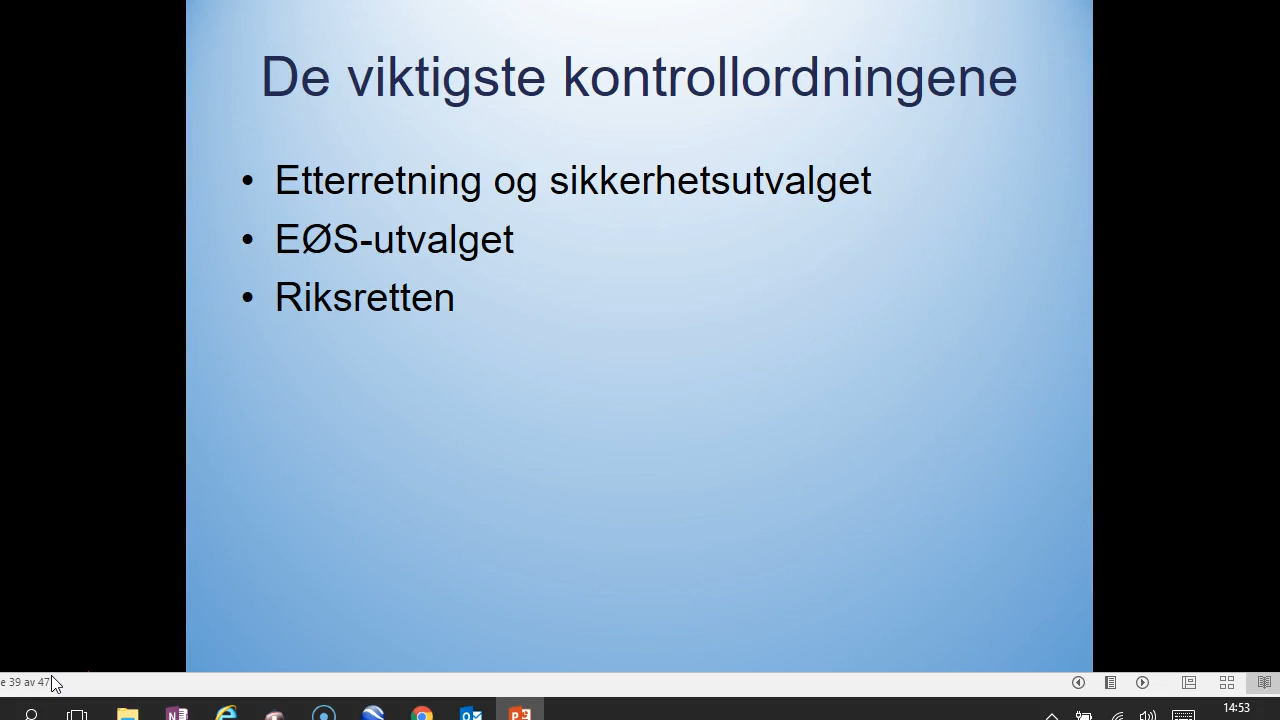 De viktigste kontrollordningene
• Etterretning og sikkerhetsutvalget
• EØS-utvalget
• Riksretten
e 39 av 47
14:53